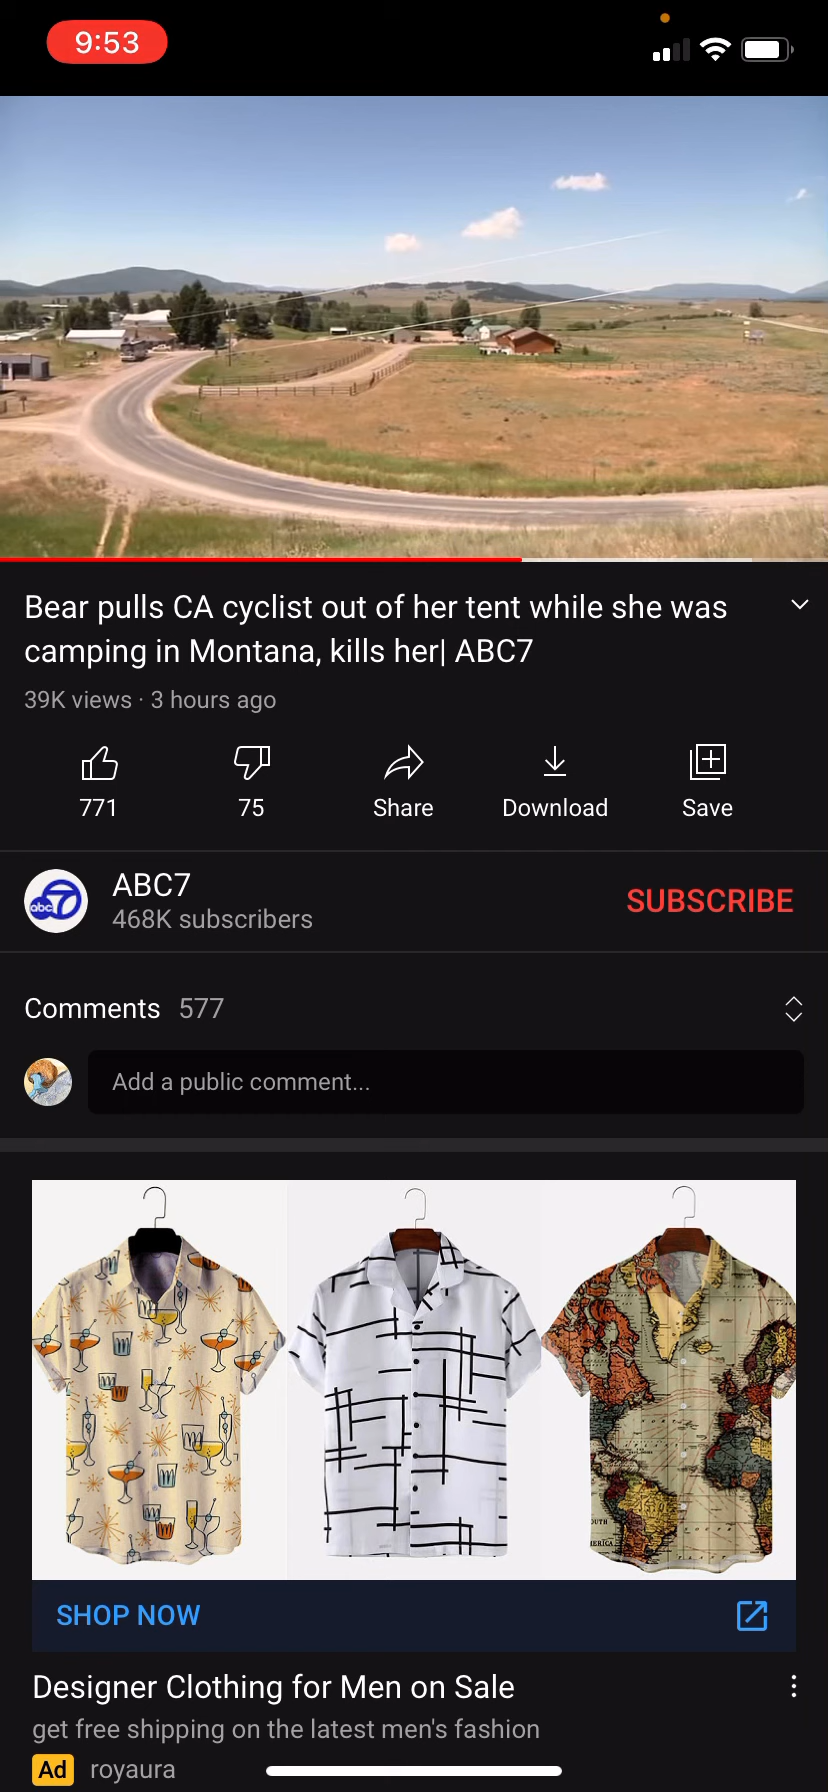 9:53
Bear pulls CA cyclist out of her tent while she was
camping in Montana, kills her| ABC7
39K views · 3 hours ago
771
75
Share
Download
Save
abc 7
ABC7
468K subscribers
SUBSCRIBE
Comments 577
Add a public comment...
SHOP NOW
Designer Clothing for Men on Sale
get free shipping on the latest men's fashion
Ad royaura